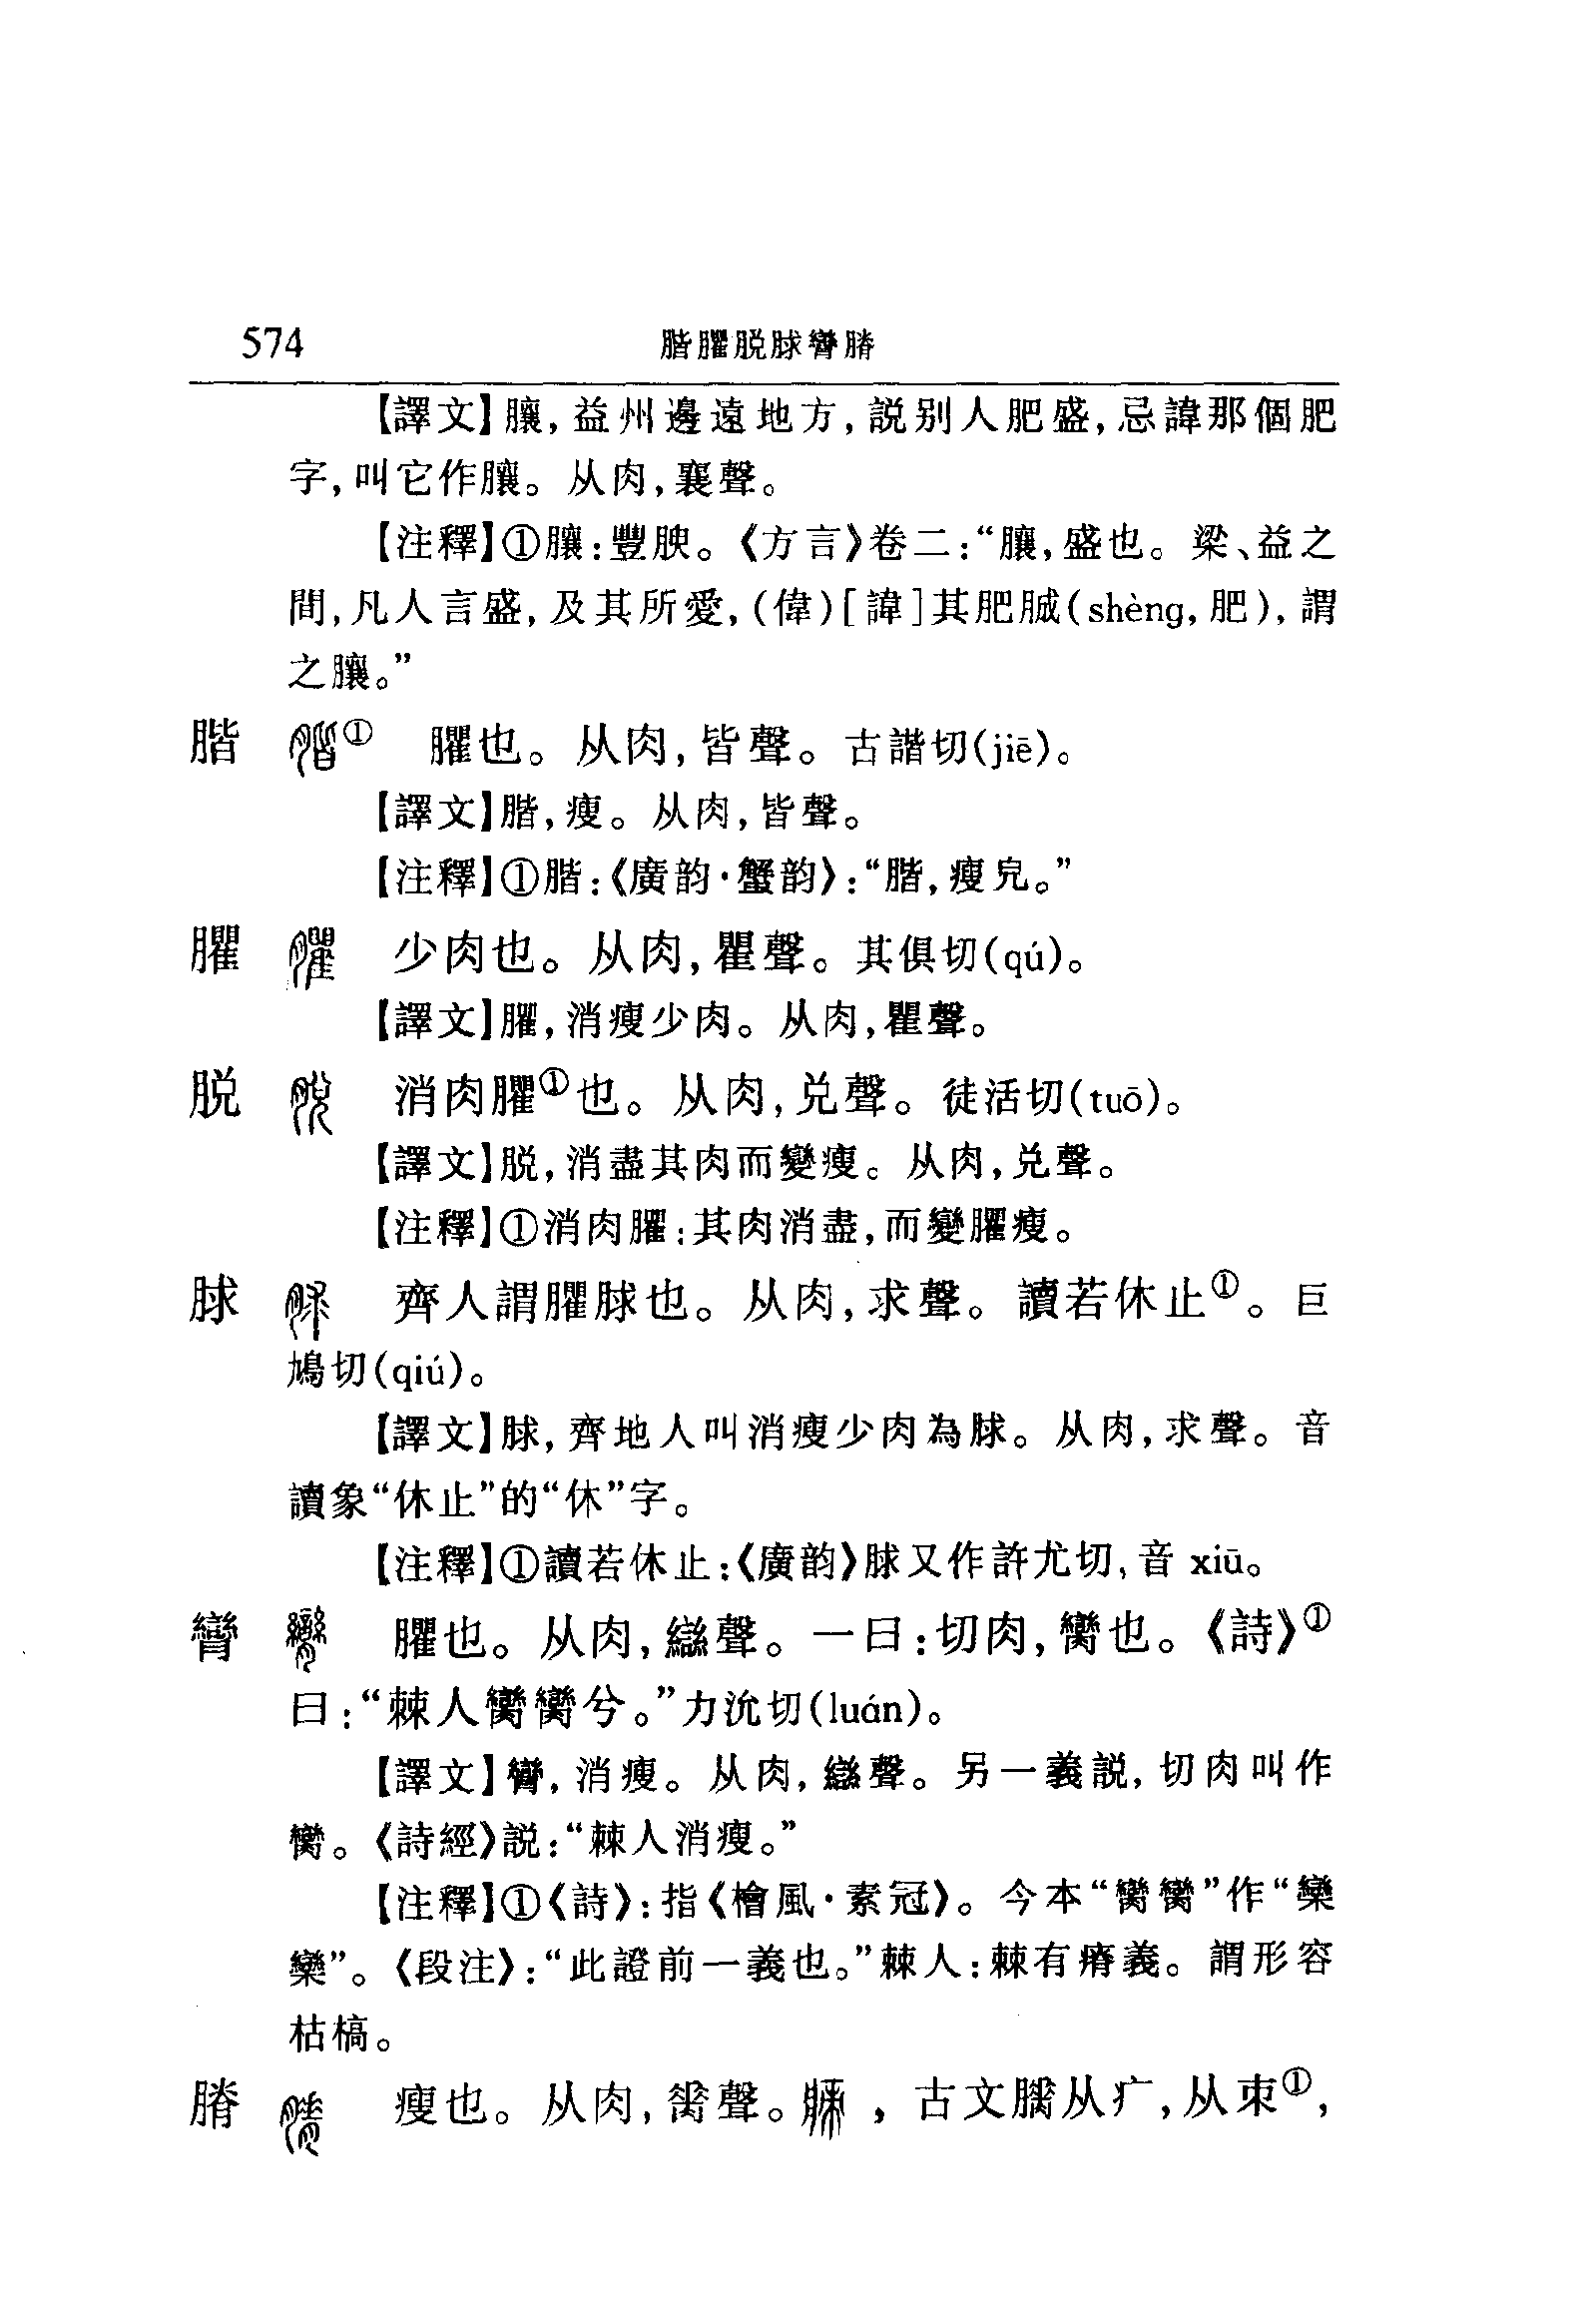 574
腊臞脱脙臠膌
【譯文】膿,益州邊遠地方,説别人肥盛,忌諱那個肥
字,叫它作䑋。从肉,襄聲。
【注釋】①䑋:豐腴。《方言》卷二:“䑋,盛也。梁、益之
間,凡人言盛,及其所愛,(偉)[諱]其肥䏆(shèng,肥),謂
之䑋。”
腊 ① 臞也。从肉,皆聲。古諧切(jiē)。
【譯文】䐖,瘦。从肉,皆聲。
【注釋】①䐖:《廣韵·蟹韵》:“䐖,瘦皃。”
臞 少肉也。从肉,瞿聲。其俱切(qú)。
【譯文】臞,消瘦少肉。从肉,瞿聲。
脱 消肉臞①也。从肉,兑聲。徒活切(tuō)。
【譯文】脱,消盡其肉而變瘦。从肉,兑聲。
【注釋】①消肉臞:其肉消盡,而變臞瘦。
脙 齊人謂臞脙也。从肉,求聲。讀若休止①。巨
鳩切(qiú)。
【譯文】脙,齊地人叫消瘦少肉為脙。从肉,求聲。音
讀象“休止”的“休”字。
【注釋】①讀若休止:《廣韵》脙又作許尤切,音 xiū。
臠 臞也。从肉,䜌聲。一曰:切肉,臠也。《詩》①
曰:“棘人臠臠兮。”力沇切(luán)。
【譯文】臠,消瘦。从肉,䜌聲。另一義説,切肉叫作
臠。《詩經》説:“棘人消瘦。”
【注釋】①《詩》:指《檜風·素冠》。今本“臠臠”作“欒
欒”。《段注》:“此證前一義也。”棘人:棘有瘠義。謂形容
枯槁。
膌 瘦也。从肉,脊聲。，古文膌从疒,从朿①,